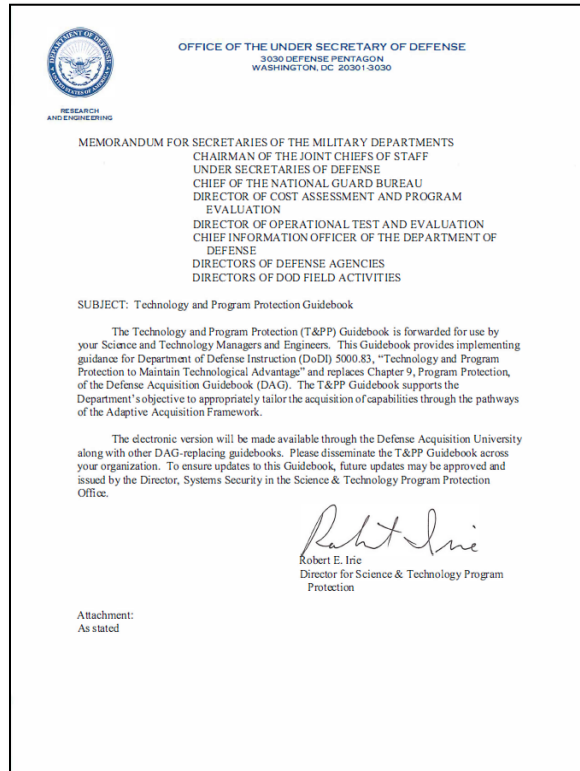 DEPARTMENT OF DEFENSE
UNITED STATES OF AMERICA
RESEARCH
AND ENGINEERING
OFFICE OF THE UNDER SECRETARY OF DEFENSE
3030 DEFENSE PENTAGON
WASHINGTON, DC 20301-3030
MEMORANDUM FOR SECRETARIES OF THE MILITARY DEPARTMENTS
CHAIRMAN OF THE JOINT CHIEFS OF STAFF
UNDER SECRETARIES OF DEFENSE
CHIEF OF THE NATIONAL GUARD BUREAU
DIRECTOR OF COST ASSESSMENT AND PROGRAM
EVALUATION
DIRECTOR OF OPERATIONAL TEST AND EVALUATION
CHIEF INFORMATION OFFICER OF THE DEPARTMENT OF
DEFENSE
DIRECTORS OF DEFENSE AGENCIES
DIRECTORS OF DOD FIELD ACTIVITIES
SUBJECT: Technology and Program Protection Guidebook
The Technology and Program Protection (T&PP) Guidebook is forwarded for use by
your Science and Technology Managers and Engineers. This Guidebook provides implementing
guidance for Department of Defense Instruction (DoDI) 5000.83, “Technology and Program
Protection to Maintain Technological Advantage” and replaces Chapter 9, Program Protection,
of the Defense Acquisition Guidebook (DAG). The T&PP Guidebook supports the
Department’s objective to appropriately tailor the acquisition of capabilities through the pathways
of the Adaptive Acquisition Framework.
The electronic version will be made available through the Defense Acquisition University
along with other DAG-replacing guidebooks. Please disseminate the T&PP Guidebook across
your organization. To ensure updates to this Guidebook, future updates may be approved and
issued by the Director, Systems Security in the Science & Technology Program Protection
Office.
Robert E. Irie
Director for Science & Technology Program
Protection
Attachment:
As stated